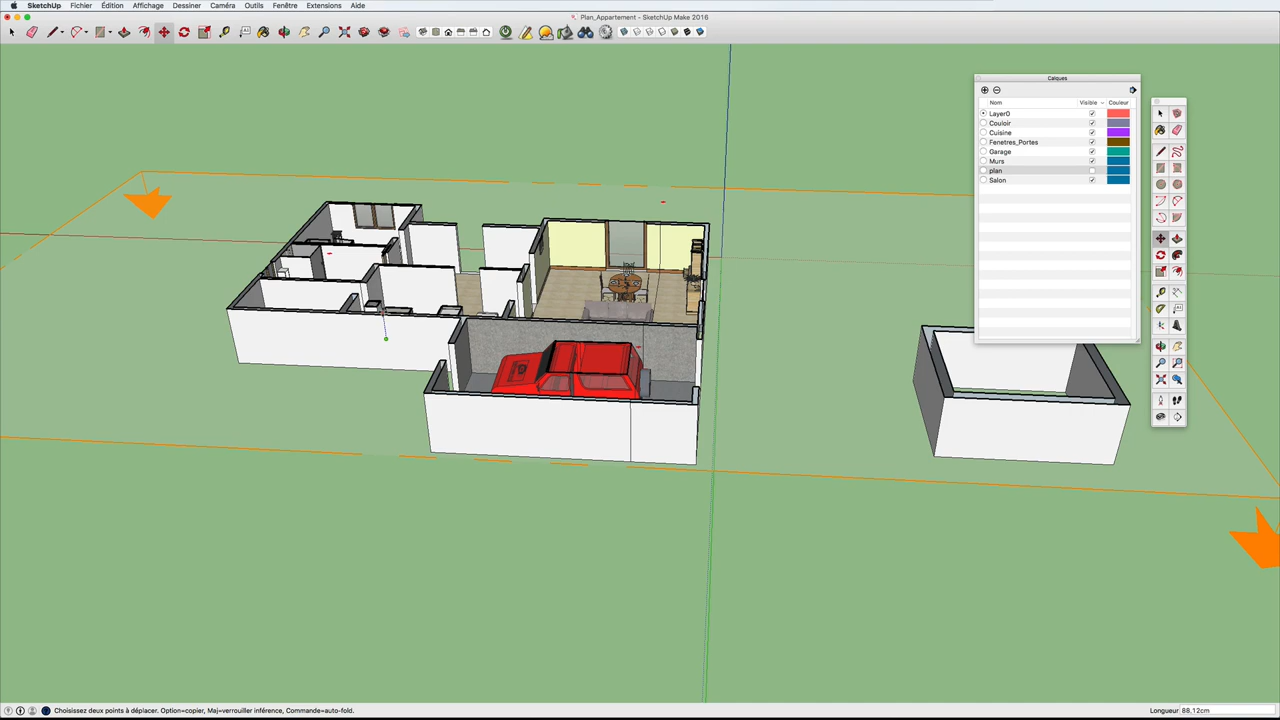 SketchUp Fichier Édition Affichage Dessiner Caméra Outils Fenêtre Extensions Aide
Plan_Appartement - SketchUp Make 2016
Calques
Nom Visible Couleur
Layer0
Couloir
Cuisine
Fenetres_Portes
Garage
Murs
plan
Salon
Choisissez deux points à déplacer. Option=copier, Maj=verrouiller inférence, Commande=auto-fold.
Longueur 88,12cm